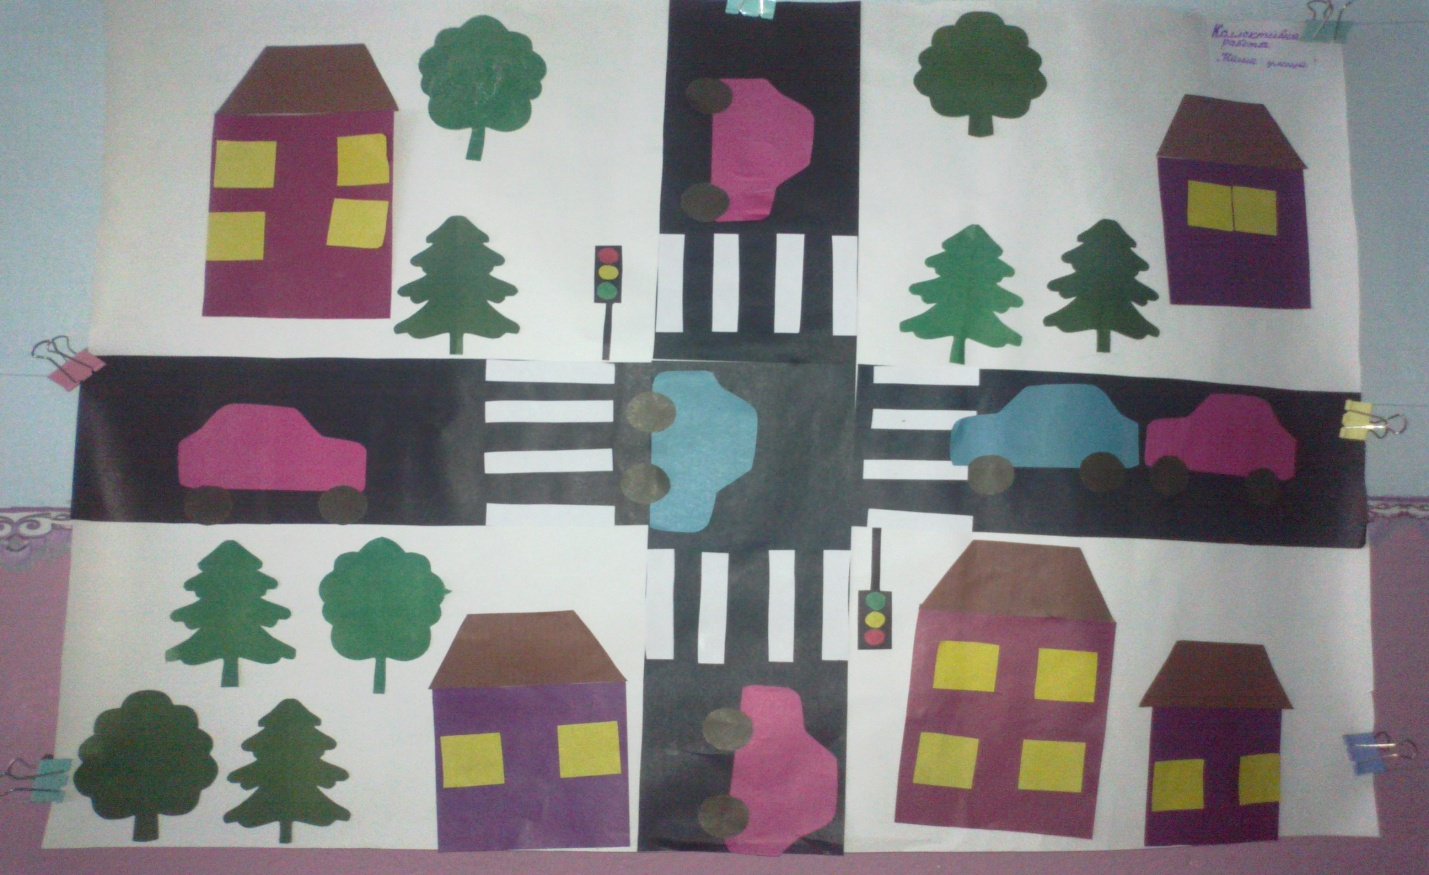 Коллективная
работа
"Наша улица"